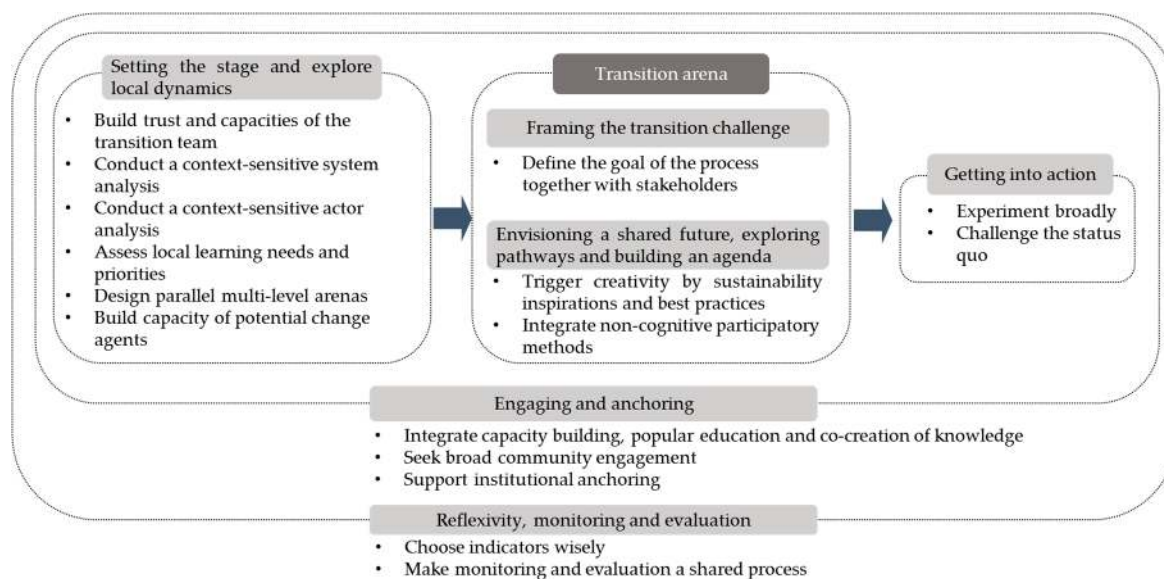 Setting the stage and explore
local dynamics
• Build trust and capacities of the
transition team
• Conduct a context-sensitive system
analysis
• Conduct a context-sensitive actor
analysis
• Assess local learning needs and
priorities
• Design parallel multi-level arenas
• Build capacity of potential change
agents
Transition arena
Framing the transition challenge
• Define the goal of the process
together with stakeholders
Envisioning a shared future, exploring
pathways and building an agenda
• Trigger creativity by sustainability
inspirations and best practices
• Integrate non-cognitive participatory
methods
Getting into action
• Experiment broadly
• Challenge the status
quo
Engaging and anchoring
• Integrate capacity building, popular education and co-creation of knowledge
• Seek broad community engagement
• Support institutional anchoring
Reflexivity, monitoring and evaluation
• Choose indicators wisely
• Make monitoring and evaluation a shared process